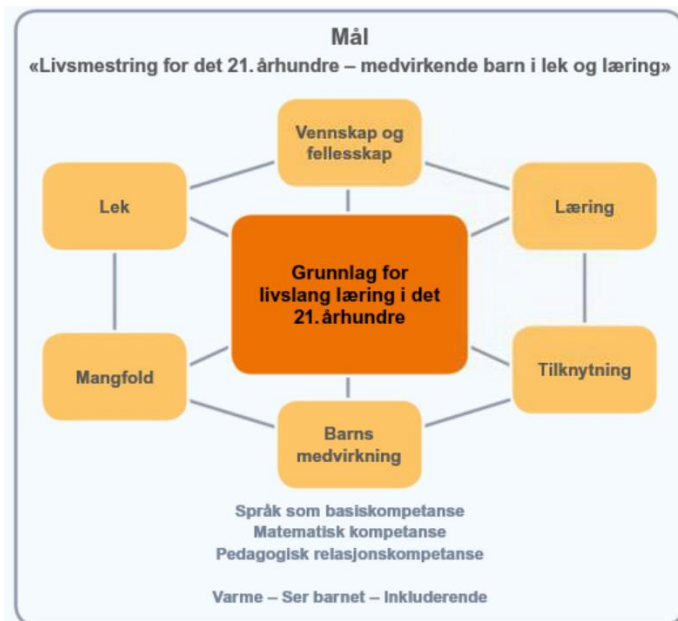 Mål
«Livsmestring for det 21. århundre – medvirkende barn i lek og læring»
Vennskap og
fellesskap
Lek
Læring
Grunnlag for
livslang læring i det
21. århundre
Mangfold
Tilknytning
Barns
medvirkning
Språk som basiskompetanse
Matematisk kompetanse
Pedagogisk relasjonskompetanse
Varme – Ser barnet – Inkluderende